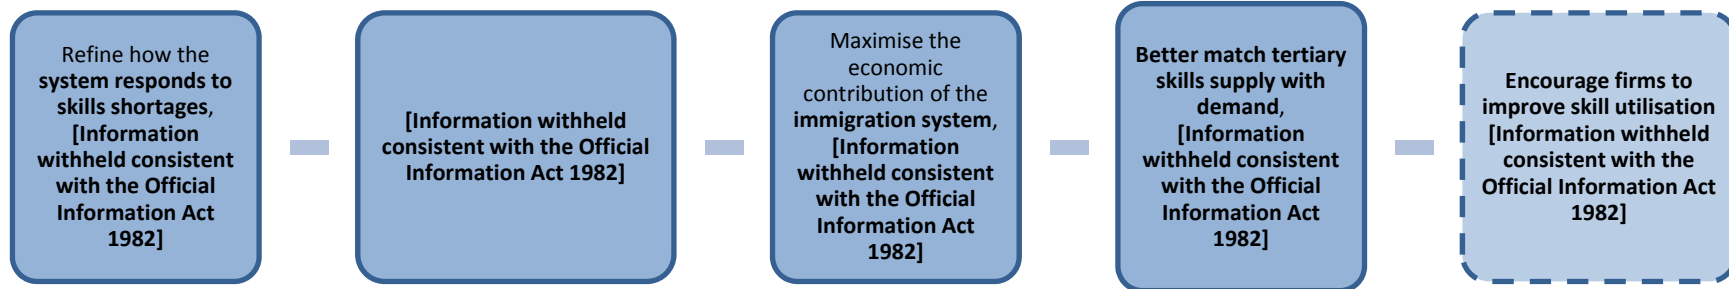 Refine how the
system responds to
skills shortages,
[Information
withheld consistent
with the Official
Information Act
1982]
[Information withheld
consistent with the Official
Information Act 1982]
Maximise the
economic
contribution of the
immigration system,
[Information
withheld consistent
with the Official
Information Act
1982]
Better match tertiary
skills supply with
demand,
[Information
withheld consistent
with the Official
Information Act
1982]
Encourage firms to
improve skill utilisation
[Information withheld
consistent with the
Official Information Act
1982]